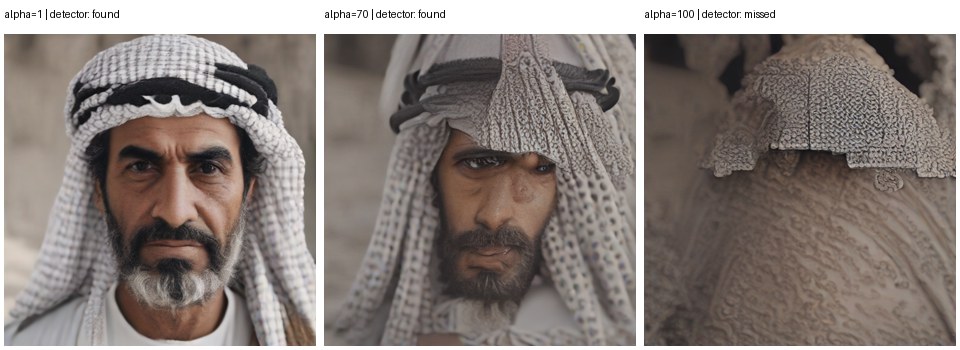 alpha=1 | detector: found
alpha=70 | detector: found
alpha=100 | detector: missed